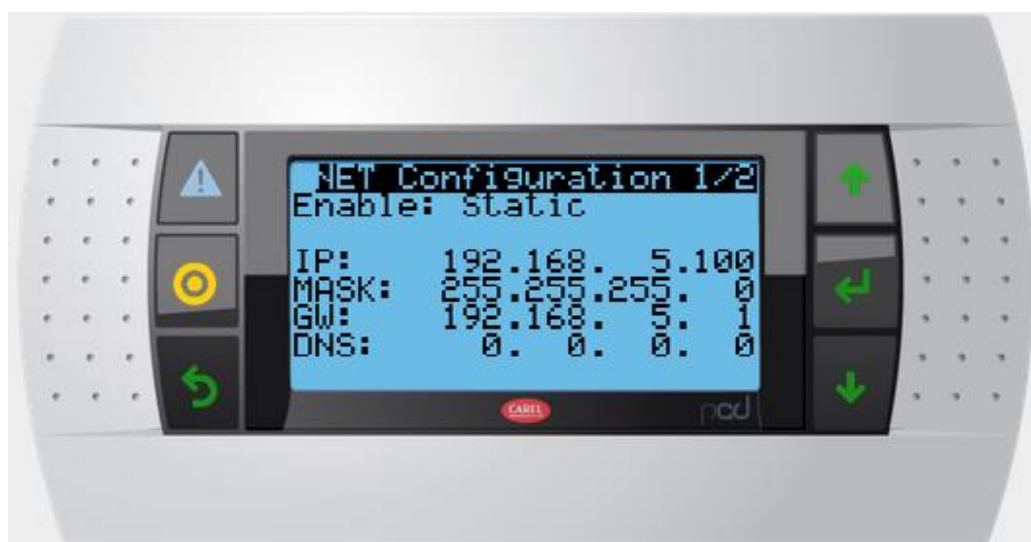 NET Configuration 1/2
Enable: Static
IP: 192.168. 5.100
MASK: 255.255.255. 0
GW: 192.168. 5. 1
DNS: 0. 0. 0. 0
CAREL
pGD